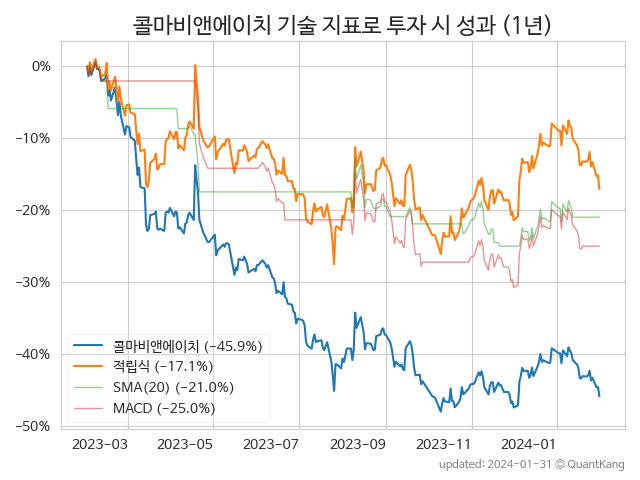 콜마비앤에이치 기술 지표로 투자 시 성과 (1년)
0%
−10%
−20%
−30%
−40%
−50%
콜마비앤에이치 (−45.9%)
적립식 (−17.1%)
SMA(20) (−21.0%)
MACD (−25.0%)
2023−03 2023−05 2023−07 2023−09 2023−11 2024−01
updated: 2024−01−31 © QuantKang